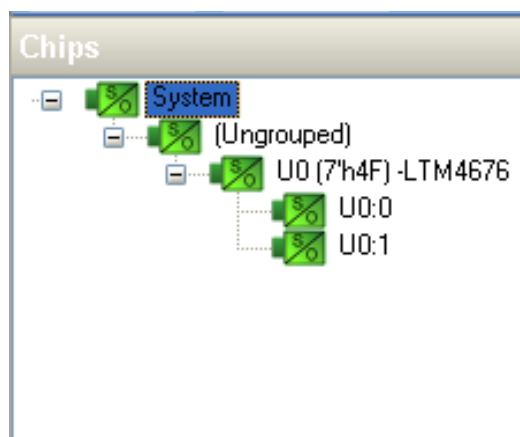 Chips
S/O System
S/O (Ungrouped)
S/O U0 (7'h4F) -LTM4676
S/O U0:0
S/O U0:1